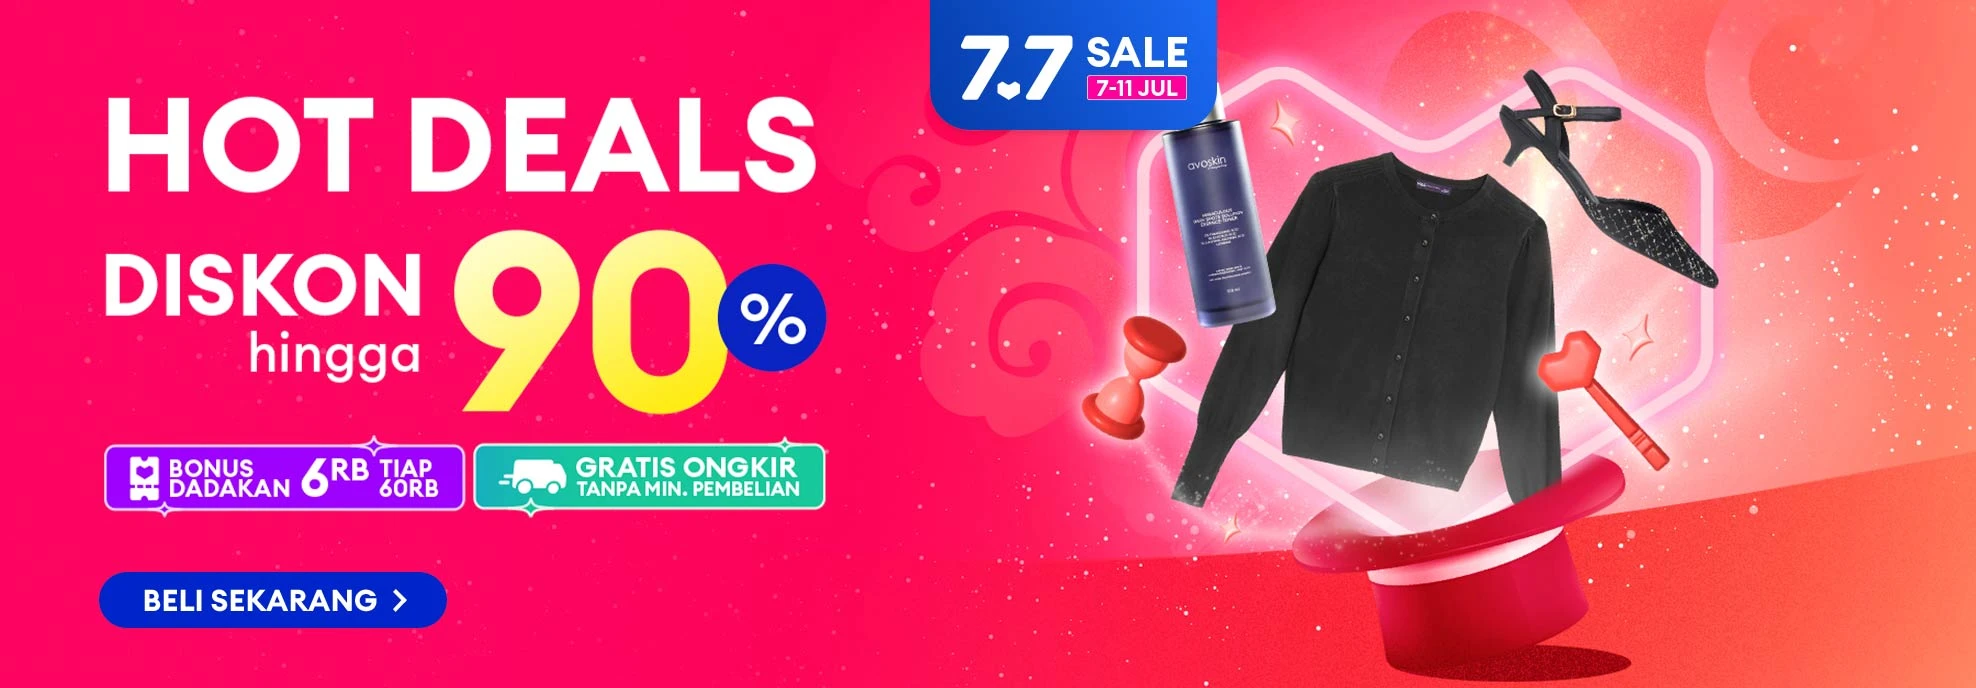 7.7 SALE
7-11 JUL
HOT DEALS
DISKON
hingga
90%
BONUS
DADAKAN
6RB
TIAP
60RB
GRATIS ONGKIR
TANPA MIN. PEMBELIAN
BELI SEKARANG >
avoskin
MIRACULOUS